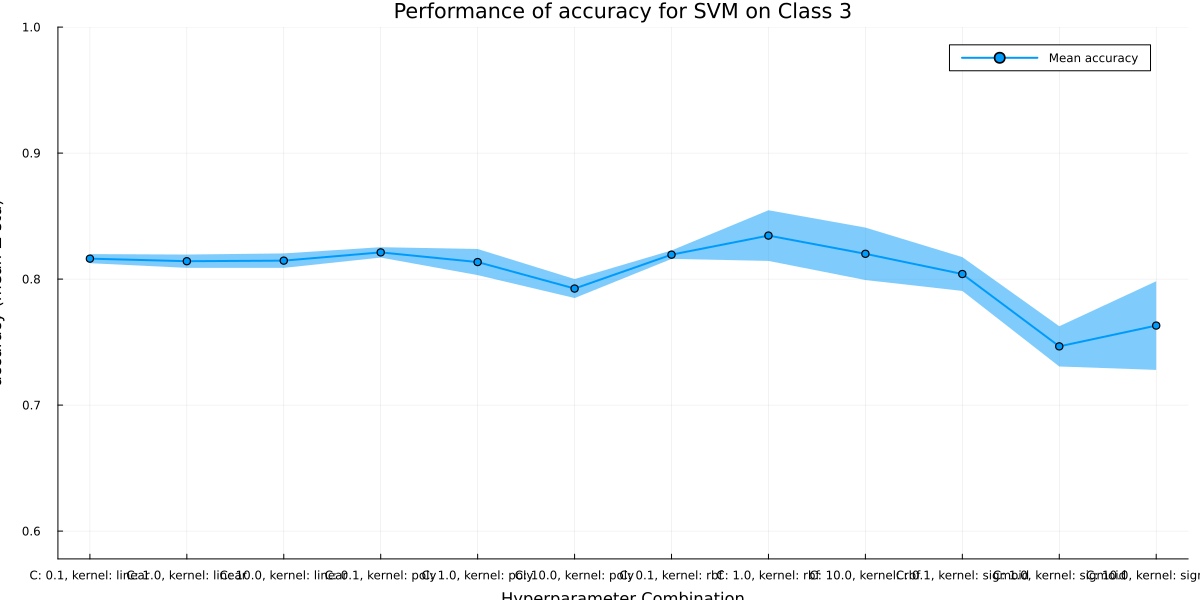 Performance of accuracy for SVM on Class 3
1.0
Mean accuracy
0.9
0.8
0.7
0.6
C: 0.1, kernel: linear
C: 1.0, kernel: linear
C: 10.0, kernel: linear
C: 0.1, kernel: poly
C: 1.0, kernel: poly
C: 10.0, kernel: poly
C: 0.1, kernel: rbf
C: 1.0, kernel: rbf
C: 10.0, kernel: rbf
C: 0.1, kernel: sigmoid
C: 1.0, kernel: sigmoid
C: 10.0, kernel: sigm
Hyperparameter Combination